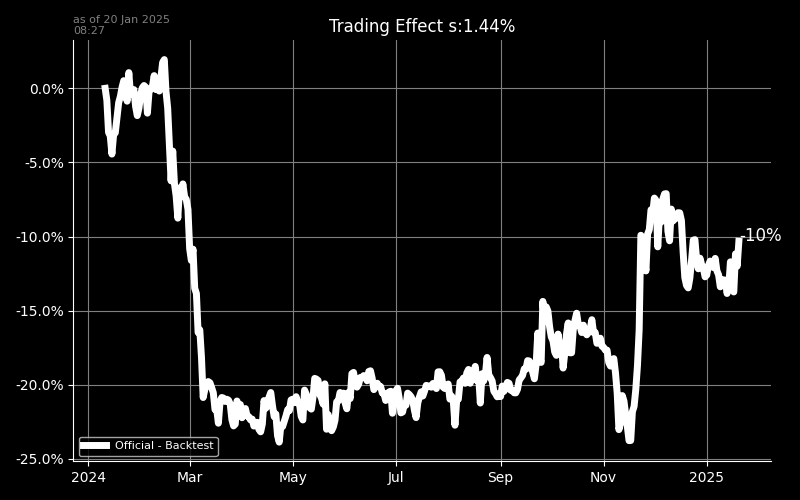 as of 20 Jan 2025
08:27
Trading Effect s:1.44%
0.0%
-5.0%
-10.0%
-10%
-15.0%
-20.0%
-25.0%
Official - Backtest
2024 Mar May Jul Sep Nov 2025